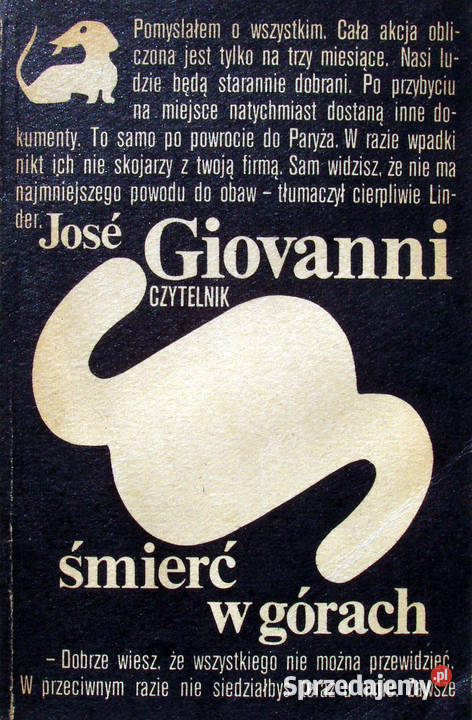 Pomyślałem o wszystkim. Cała akcja obli-
czona jest tylko na trzy miesiące. Nasi lu-
dzie będą starannie dobrani. Po przybyciu
na miejsce natychmiast dostaną inne do-
kumenty. To samo po powrocie do Paryża. W razie wpadki
nikt ich nie skojarzy z twoją firmą. Sam widzisz, że nie ma
najmniejszego powodu do obaw – tłumaczył cierpliwie Lin-
der.
José
Giovanni
CZYTELNIK
śmierć
w górach
– Dobrze wiesz, że wszystkiego nie można przewidzieć.
W przeciwnym razie nie siedziałbyś
Sprzedajemy.pl